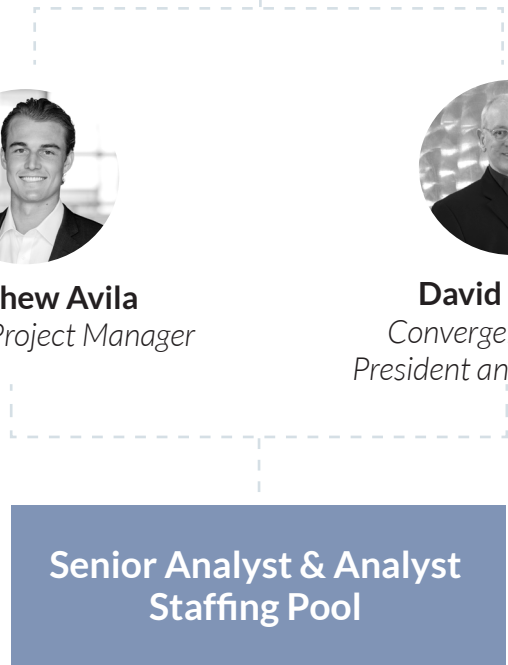 hew Avila
Project Manager
David
Converge
President an
Senior Analyst & Analyst
Staffing Pool